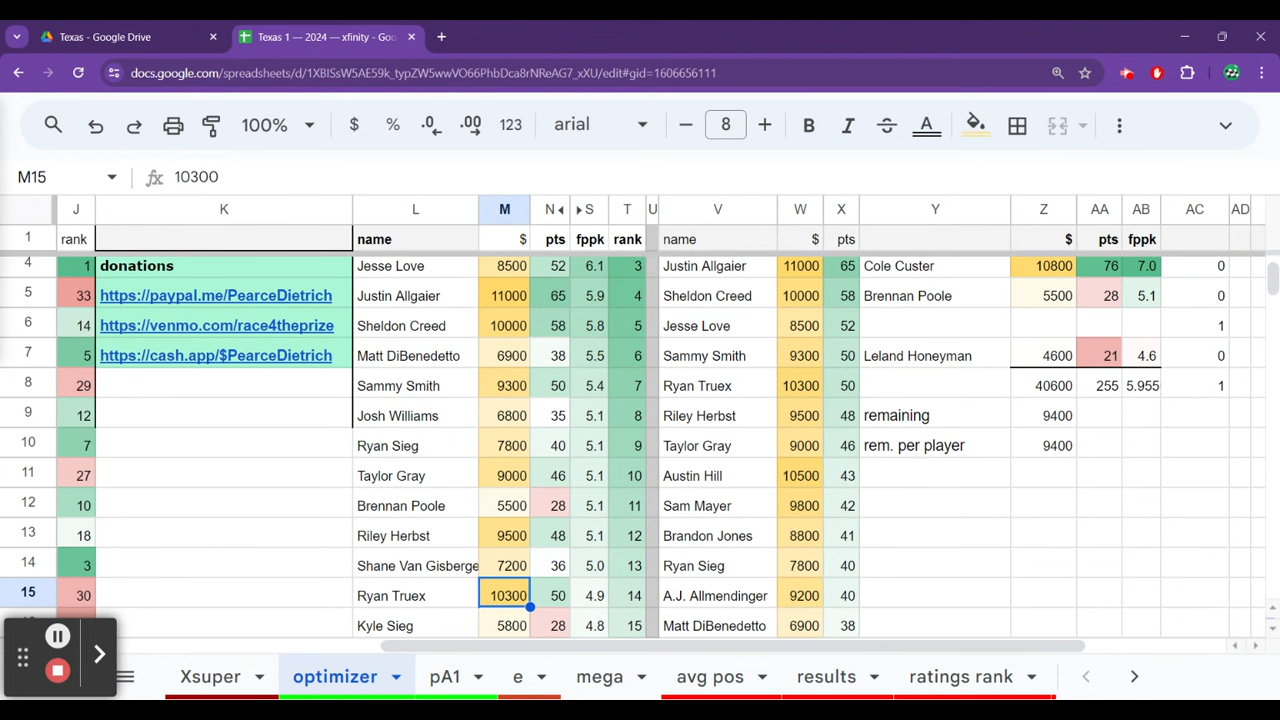 Texas - Google Drive
Texas 1 — 2024 — xfinity - Goo
docs.google.com/spreadsheets/d/1XBISsW5AE59k_typZW5wwVO66PhbDca8rNReAG7_xXU/edit#gid=1606656111
100% $ % .0 .00 123 arial 8 B I S A
M15 fx 10300
J K L M N S T U V W X Y Z AA AB AC AD
1 rank name $ pts fppk rank name $ pts $ pts fppk
4 1 donations Jesse Love 8500 52 6.1 3 Justin Allgaier 11000 65 Cole Custer 10800 76 7.0 0
5 33 https://paypal.me/PearceDietrich Justin Allgaier 11000 65 5.9 4 Sheldon Creed 10000 58 Brennan Poole 5500 28 5.1 0
6 14 https://venmo.com/race4theprize Sheldon Creed 10000 58 5.8 5 Jesse Love 8500 52 1
7 5 https://cash.app/$PearceDietrich Matt DiBenedetto 6900 38 5.5 6 Sammy Smith 9300 50 Leland Honeyman 4600 21 4.6 0
8 29 Sammy Smith 9300 50 5.4 7 Ryan Truex 10300 50 40600 255 5.955 1
9 12 Josh Williams 6800 35 5.1 8 Riley Herbst 9500 48 remaining 9400
10 7 Ryan Sieg 7800 40 5.1 9 Taylor Gray 9000 46 rem. per player 9400
11 27 Taylor Gray 9000 46 5.1 10 Austin Hill 10500 43
12 10 Brennan Poole 5500 28 5.1 11 Sam Mayer 9800 42
13 18 Riley Herbst 9500 48 5.1 12 Brandon Jones 8800 41
14 3 Shane Van Gisberge 7200 36 5.0 13 Ryan Sieg 7800 40
15 30 Ryan Truex 10300 50 4.9 14 A.J. Allmendinger 9200 40
Kyle Sieg 5800 28 4.8 15 Matt DiBenedetto 6900 38
Xsuper optimizer pA1 e mega avg pos results ratings rank